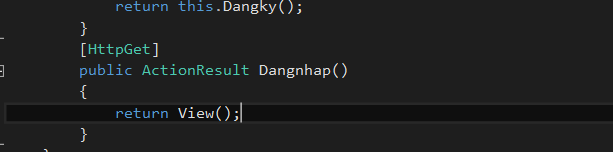 return this.Dangky();
}
[HttpGet]
public ActionResult Dangnhap()
{
return View();
}